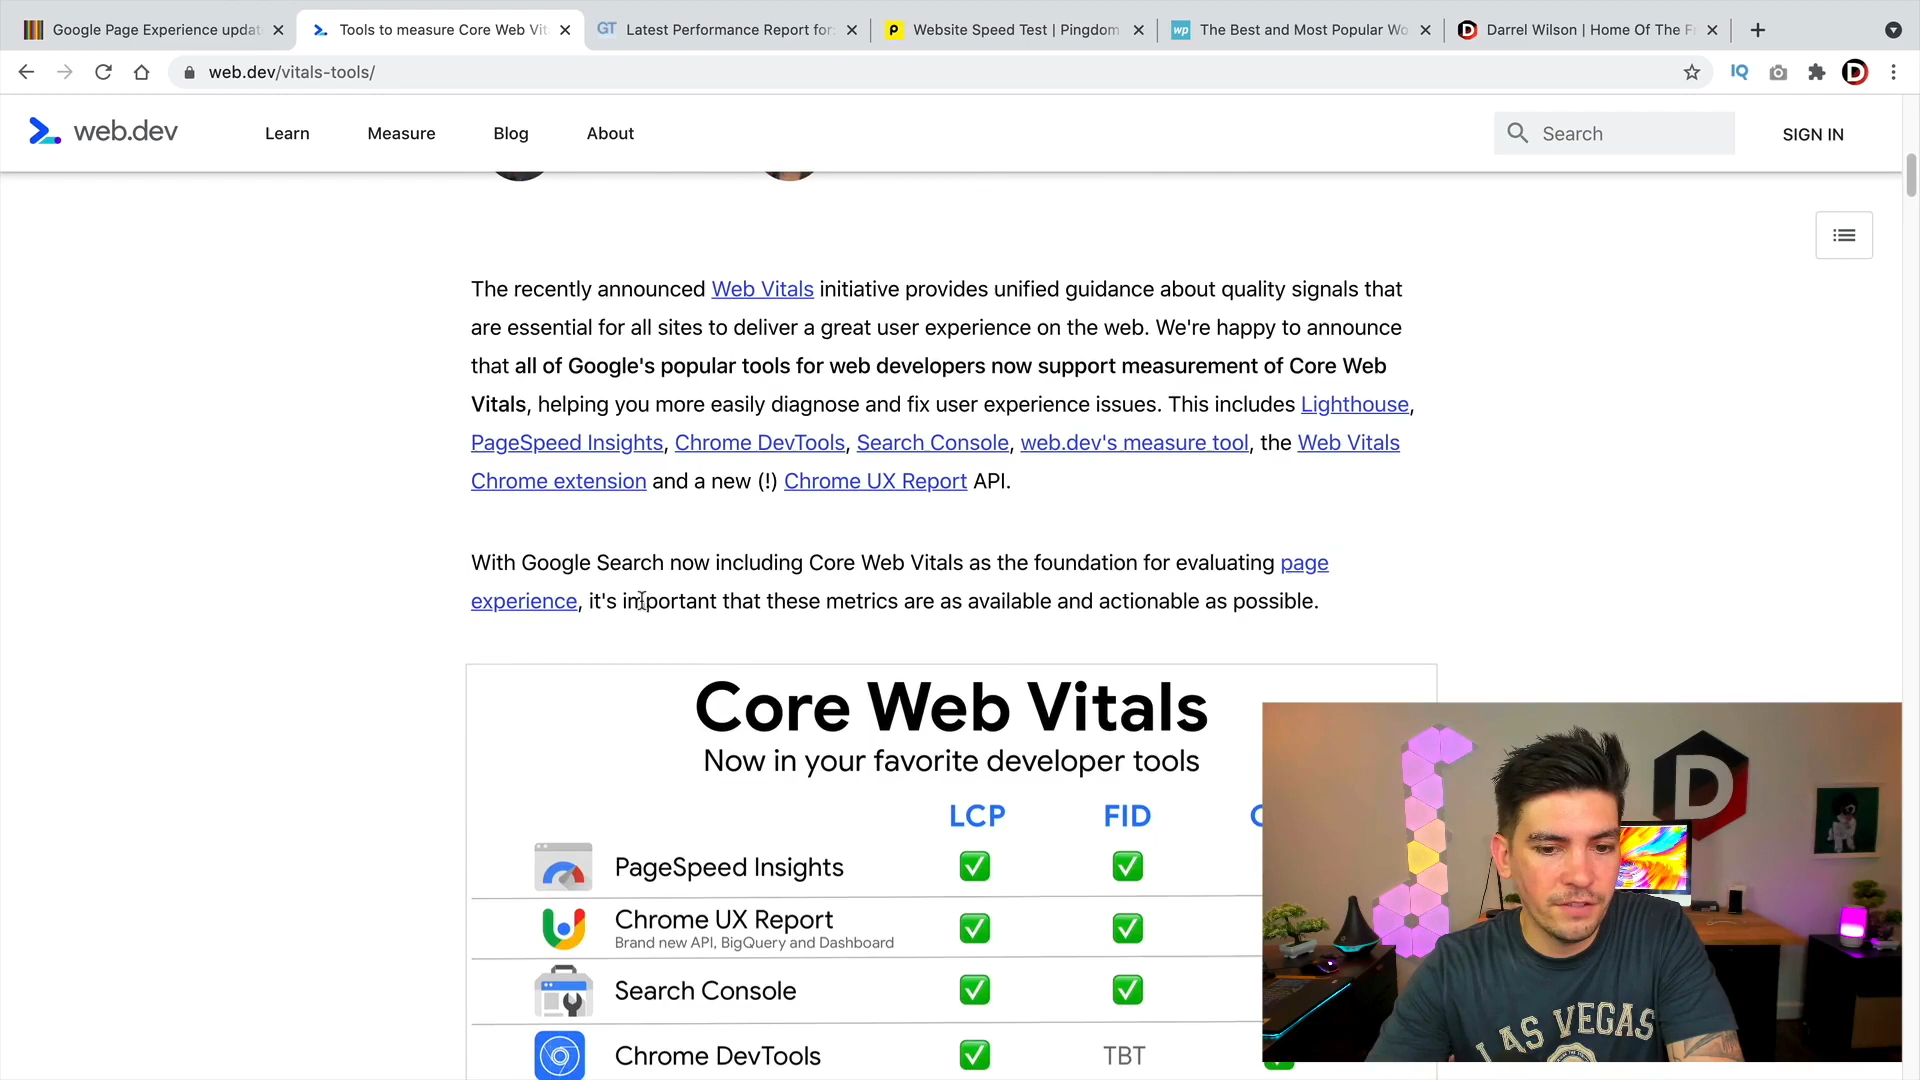 Google Page Experience updat
Tools to measure Core Web Vit
GT Latest Performance Report for
Website Speed Test | Pingdom
wp The Best and Most Popular Wo
D Darrel Wilson | Home Of The Fr
web.dev/vitals-tools/
IQ
D
web.dev
Learn
Measure
Blog
About
Search
SIGN IN
The recently announced Web Vitals initiative provides unified guidance about quality signals that
are essential for all sites to deliver a great user experience on the web. We're happy to announce
that all of Google's popular tools for web developers now support measurement of Core Web
Vitals, helping you more easily diagnose and fix user experience issues. This includes Lighthouse,
PageSpeed Insights, Chrome DevTools, Search Console, web.dev's measure tool, the Web Vitals
Chrome extension and a new (!) Chrome UX Report API.
With Google Search now including Core Web Vitals as the foundation for evaluating page
experience, it's important that these metrics are as available and actionable as possible.
Core Web Vitals
Now in your favorite developer tools
LCP FID
PageSpeed Insights
Chrome UX Report
Brand new API, BigQuery and Dashboard
Search Console
Chrome DevTools TBT
D
LAS VEGAS